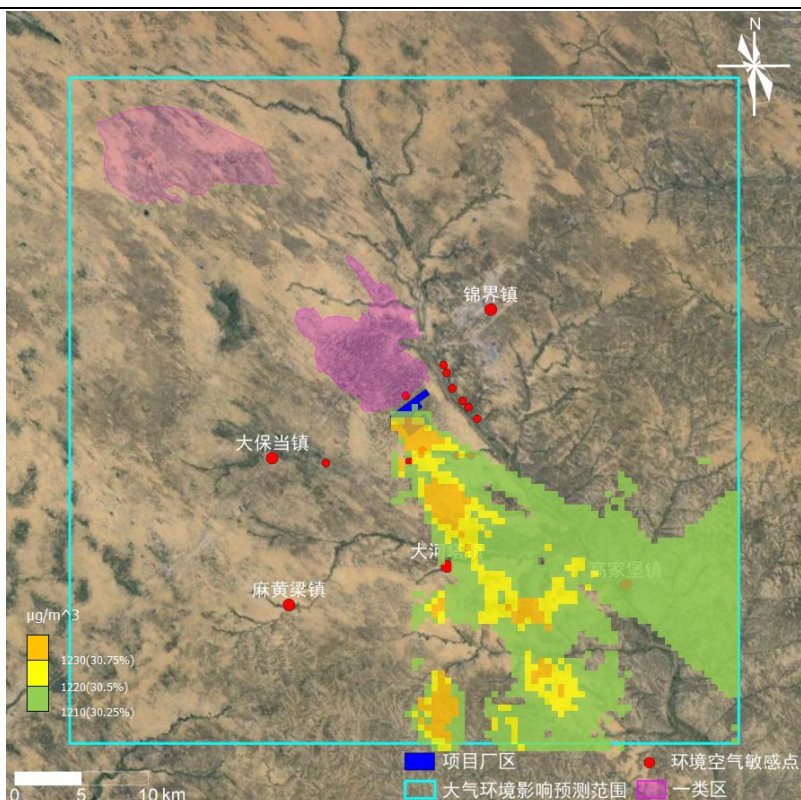 N
锦界镇
大保当镇
大河塔镇
高家堡镇
麻黄梁镇
μg/m^3
1230(30.75%)
1220(30.5%)
1210(30.25%)
项目厂区
环境空气敏感点
大气环境影响预测范围
一类区
0 5 10 km